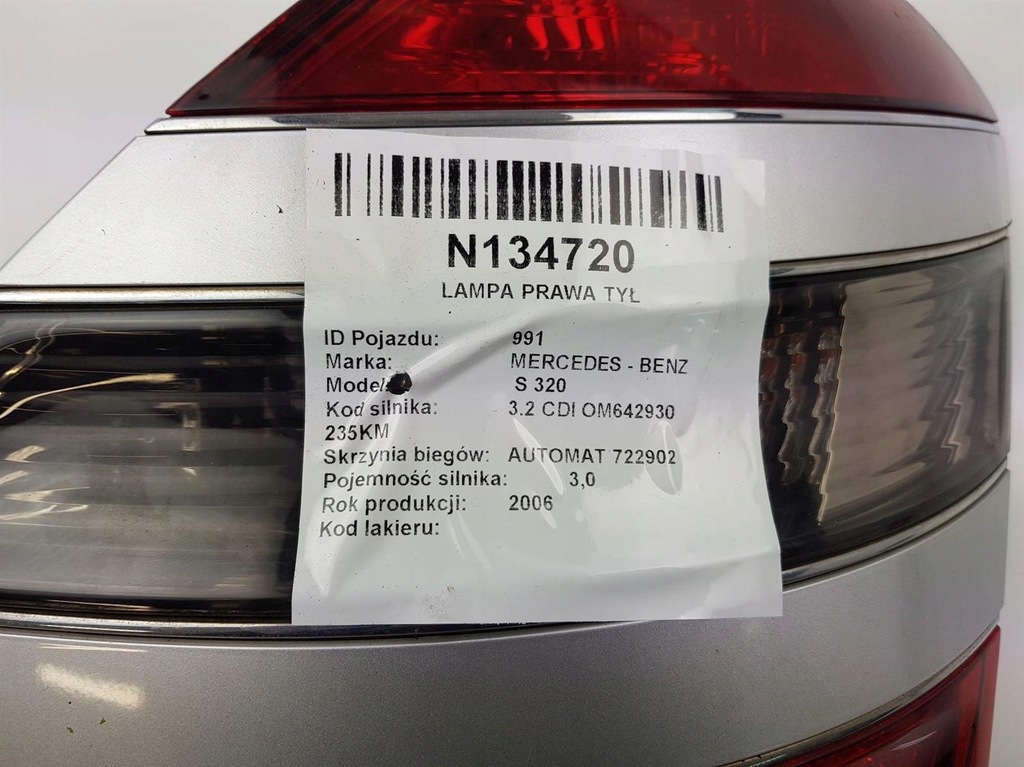 N134720
LAMPA PRAWA TYŁ
ID Pojazdu: 991
Marka: MERCEDES - BENZ
Model: S 320
Kod silnika: 3.2 CDI OM642930
235KM
Skrzynia biegów: AUTOMAT 722902
Pojemność silnika: 3,0
Rok produkcji: 2006
Kod lakieru: